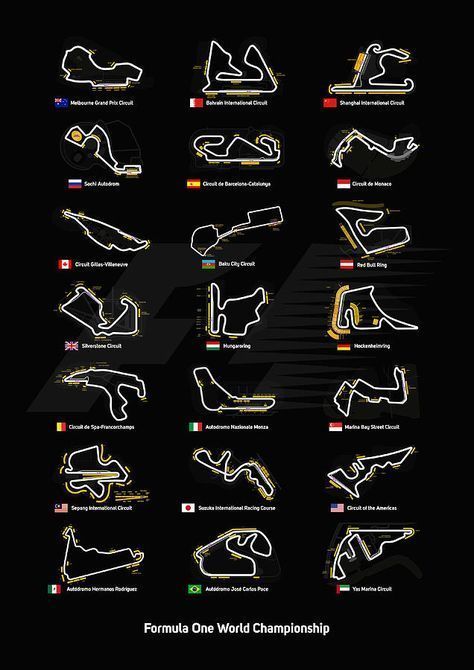 Melbourne Grand Prix Circuit
Bahrain International Circuit
Shanghai International Circuit
Sochi Autodrom
Circuit de Barcelona-Catalunya
Circuit de Monaco
Circuit Gilles-Villeneuve
Baku City Circuit
Red Bull Ring
Silverstone Circuit
Hungaroring
Hockenheimring
Circuit de Spa-Francorchamps
Autodromo Nazionale Monza
Marina Bay Street Circuit
Sepang International Circuit
Suzuka International Racing Course
Circuit of the Americas
Autódromo Hermanos Rodríguez
Autódromo José Carlos Pace
Yas Marina Circuit
Formula One World Championship